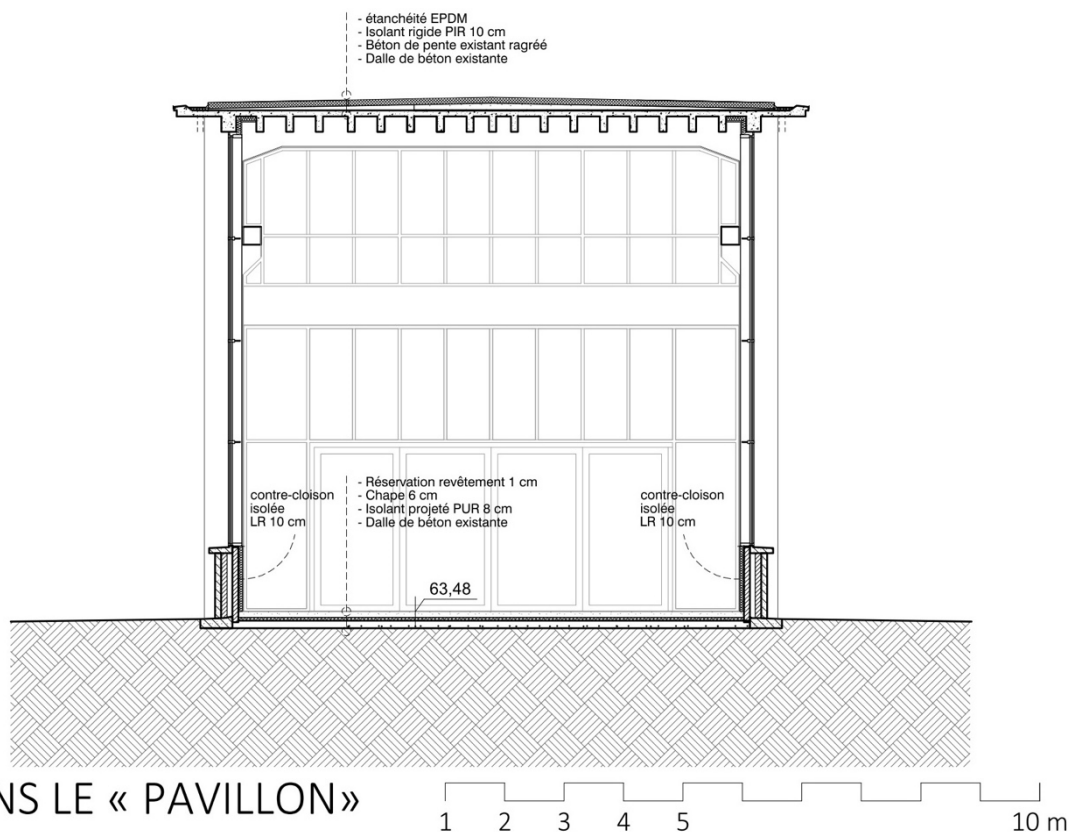 - étanchéité EPDM
- Isolant rigide PIR 10 cm
- Béton de pente existant ragréé
- Dalle de béton existante
- Réservation revêtement 1 cm
- Chape 6 cm
- Isolant projeté PUR 8 cm
- Dalle de béton existante
contre-cloison
isolée
LR 10 cm
contre-cloison
isolée
LR 10 cm
63,48
NS LE « PAVILLON»
1 2 3 4 5 10 m